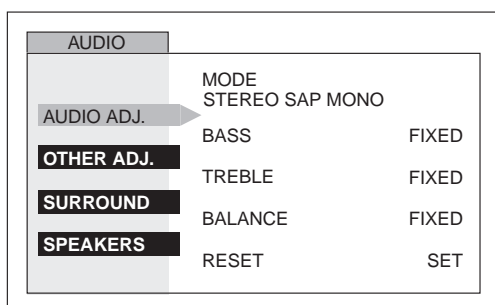 AUDIO
AUDIO ADJ.
OTHER ADJ.
SURROUND
SPEAKERS
MODE
STEREO SAP MONO
BASS FIXED
TREBLE FIXED
BALANCE FIXED
RESET SET